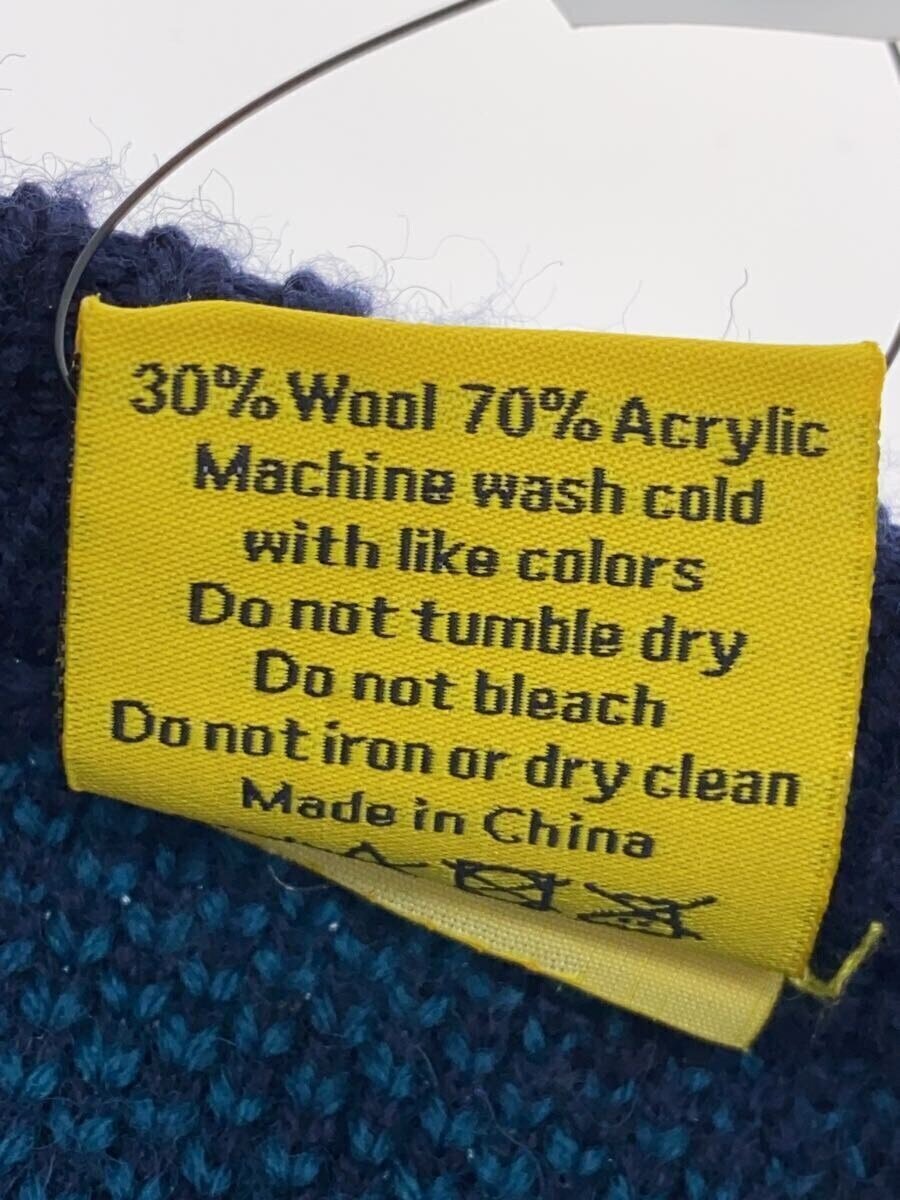 30% Wool 70% Acrylic
Machine wash cold
with like colors
Do not tumble dry
Do not bleach
Do not iron or dry clean
Made in China